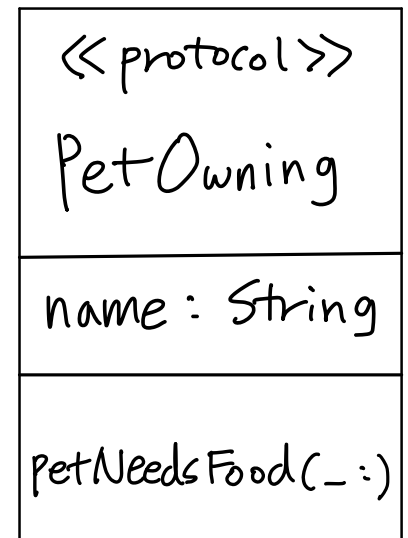 <<protocol>>
PetOwning
name: String
petNeedsFood(_:)